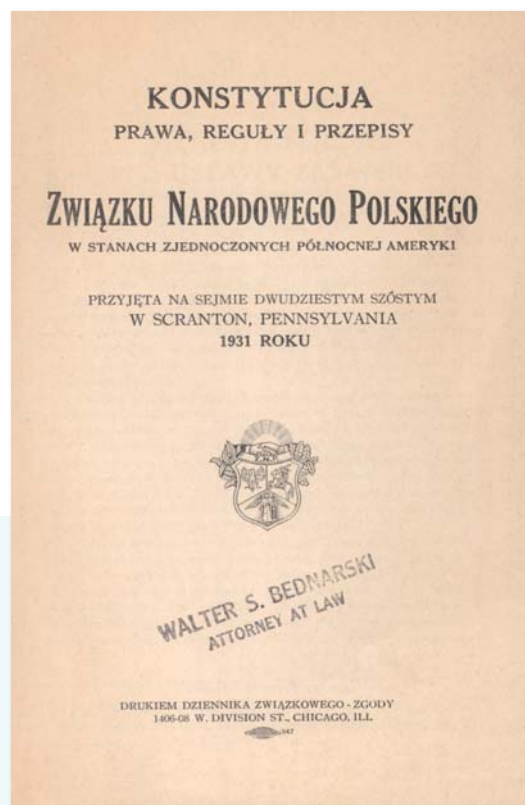 KONSTYTUCJA
PRAWA, REGUŁY I PRZEPISY
ZWIĄZKU NARODOWEGO POLSKIEGO
W STANACH ZJEDNOCZONYCH PÓŁNOCNEJ AMERYKI
PRZYJĘTA NA SEJMIE DWUDZIESTYM SZÓSTYM
W SCRANTON, PENNSYLVANIA
1931 ROKU
WALTER S. BEDNARSKI
ATTORNEY AT LAW
DRUKIEM DZIENNIKA ZWIĄZKOWEGO - ZGODY
1406-08 W. DIVISION ST., CHICAGO, ILL.